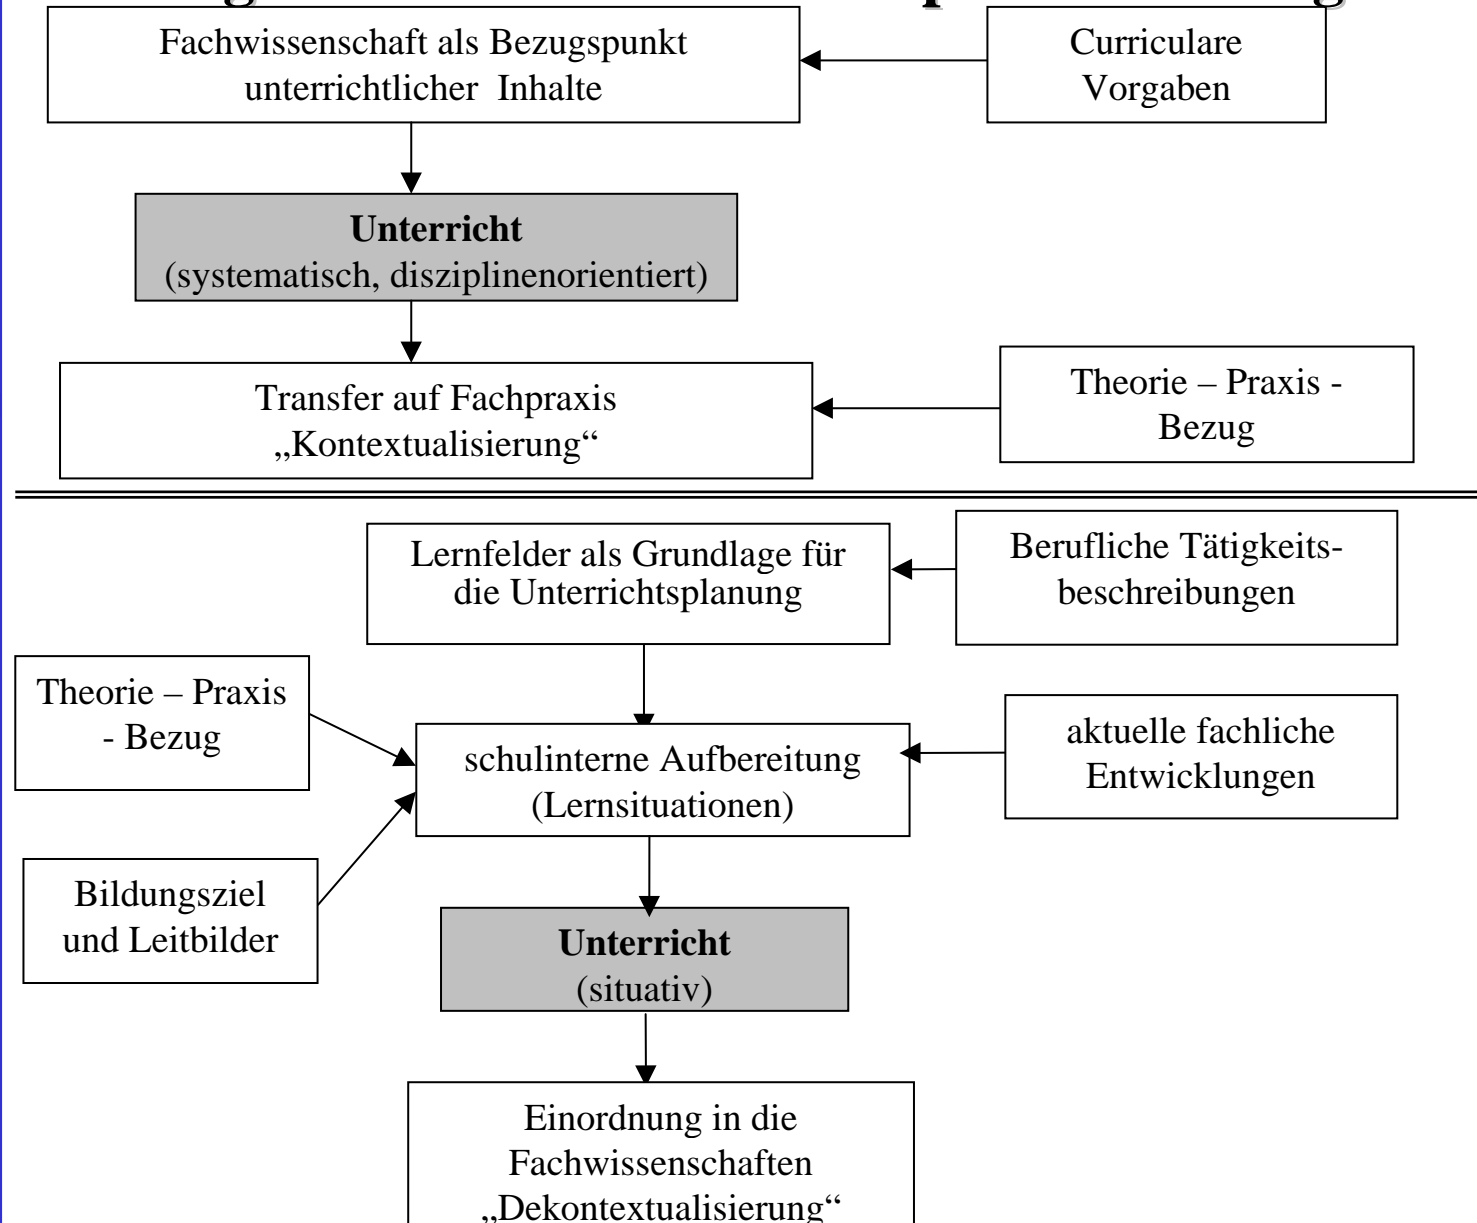 Fachwissenschaft als Bezugspunkt
unterrichtlicher Inhalte
Curriculare
Vorgaben
Unterricht
(systematisch, disziplinenorientiert)
Transfer auf Fachpraxis
„Kontextualisierung“
Theorie – Praxis -
Bezug
Lernfelder als Grundlage für
die Unterrichtsplanung
Berufliche Tätigkeits-
beschreibungen
Theorie – Praxis
- Bezug
schulinterne Aufbereitung
(Lernsituationen)
aktuelle fachliche
Entwicklungen
Bildungsziel
und Leitbilder
Unterricht
(situativ)
Einordnung in die
Fachwissenschaften
„Dekontextualisierung“